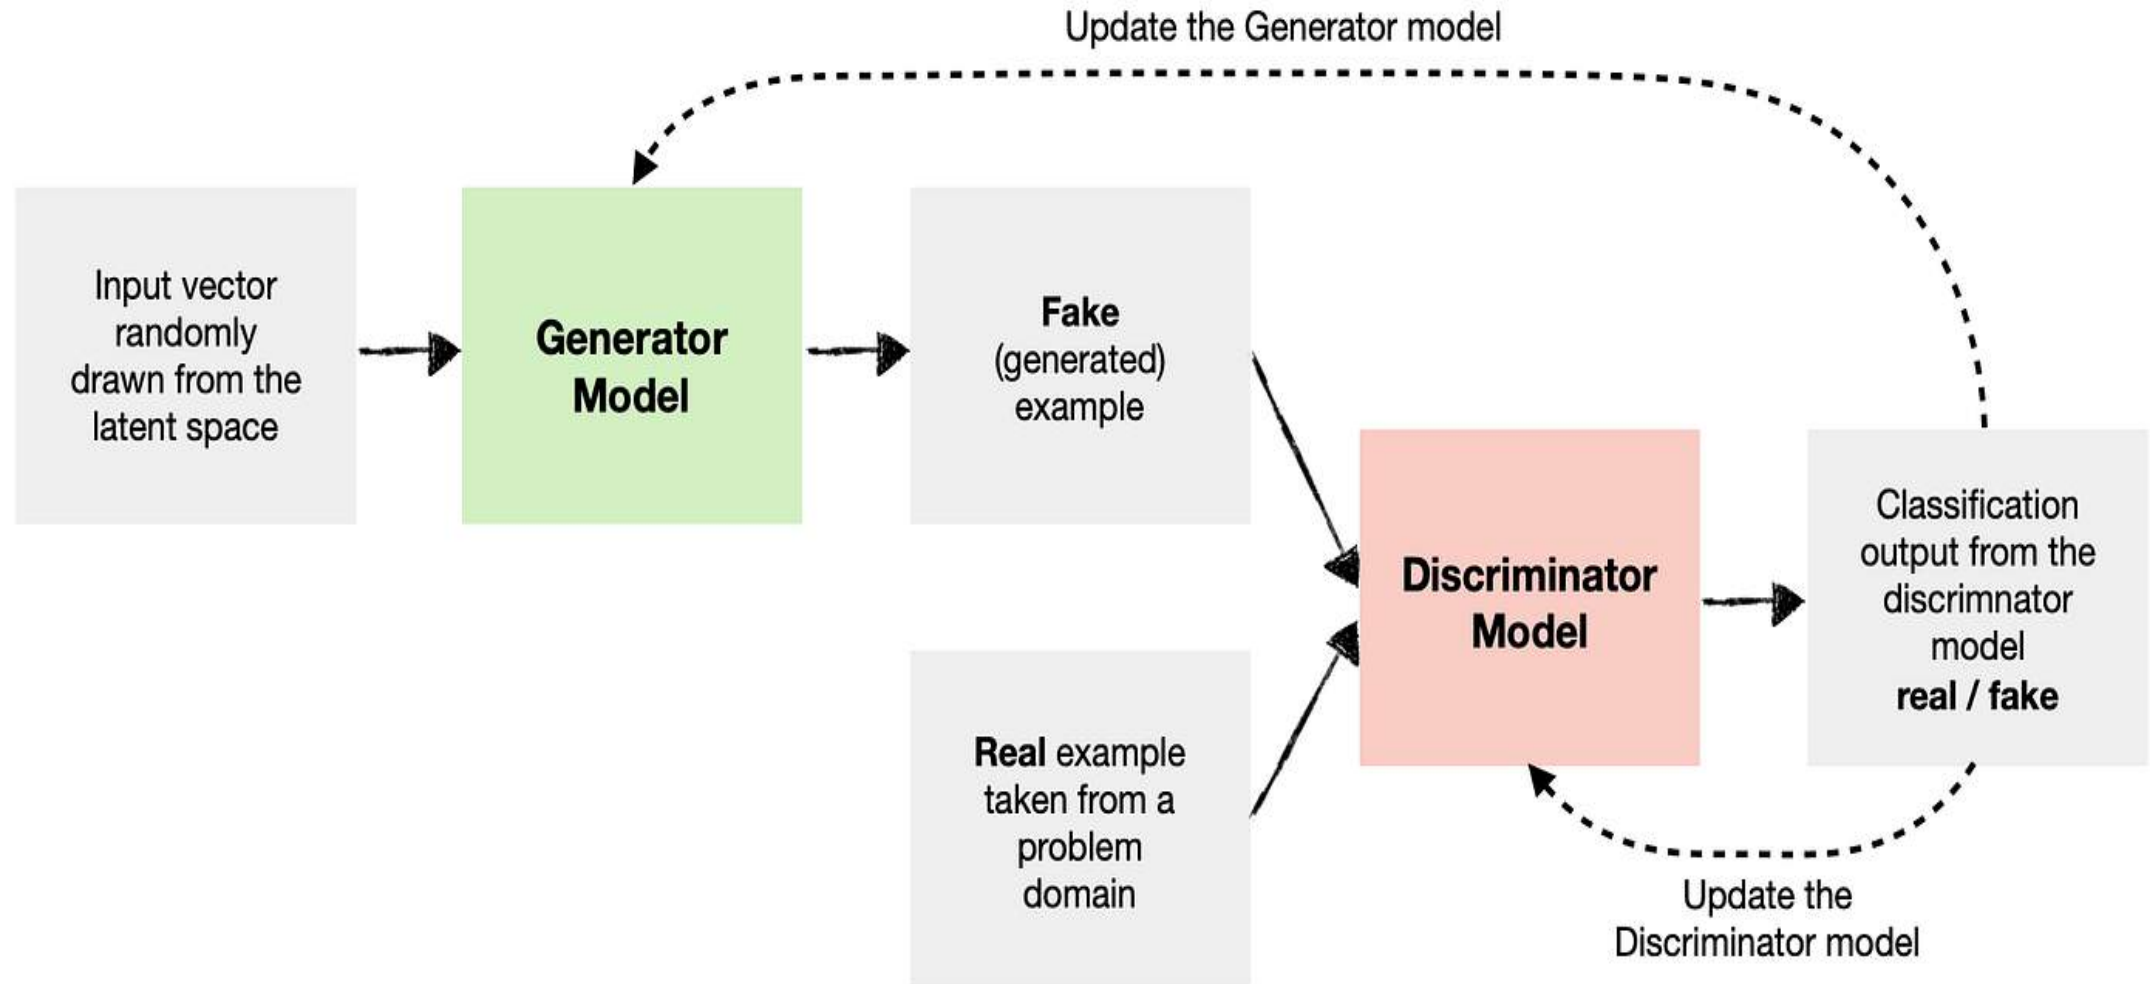 Update the Generator model
Input vector
randomly
drawn from the
latent space
Generator
Model
Fake
(generated)
example
Real example
taken from a
problem
domain
Discriminator
Model
Classification
output from the
discrimnator
model
real / fake
Update the
Discriminator model